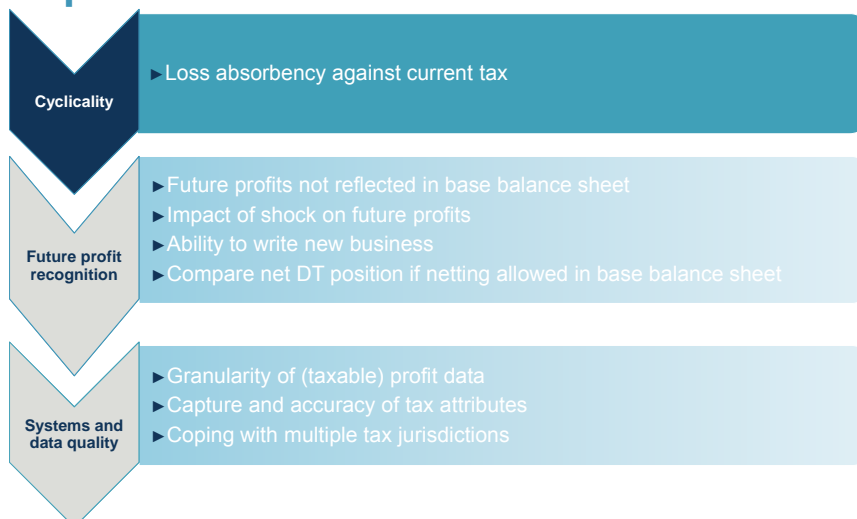 Cyclicality
►Loss absorbency against current tax
Future profit
recognition
►Future profits not reflected in base balance sheet
►Impact of shock on future profits
►Ability to write new business
►Compare net DT position if netting allowed in base balance sheet
Systems and
data quality
►Granularity of (taxable) profit data
►Capture and accuracy of tax attributes
►Coping with multiple tax jurisdictions